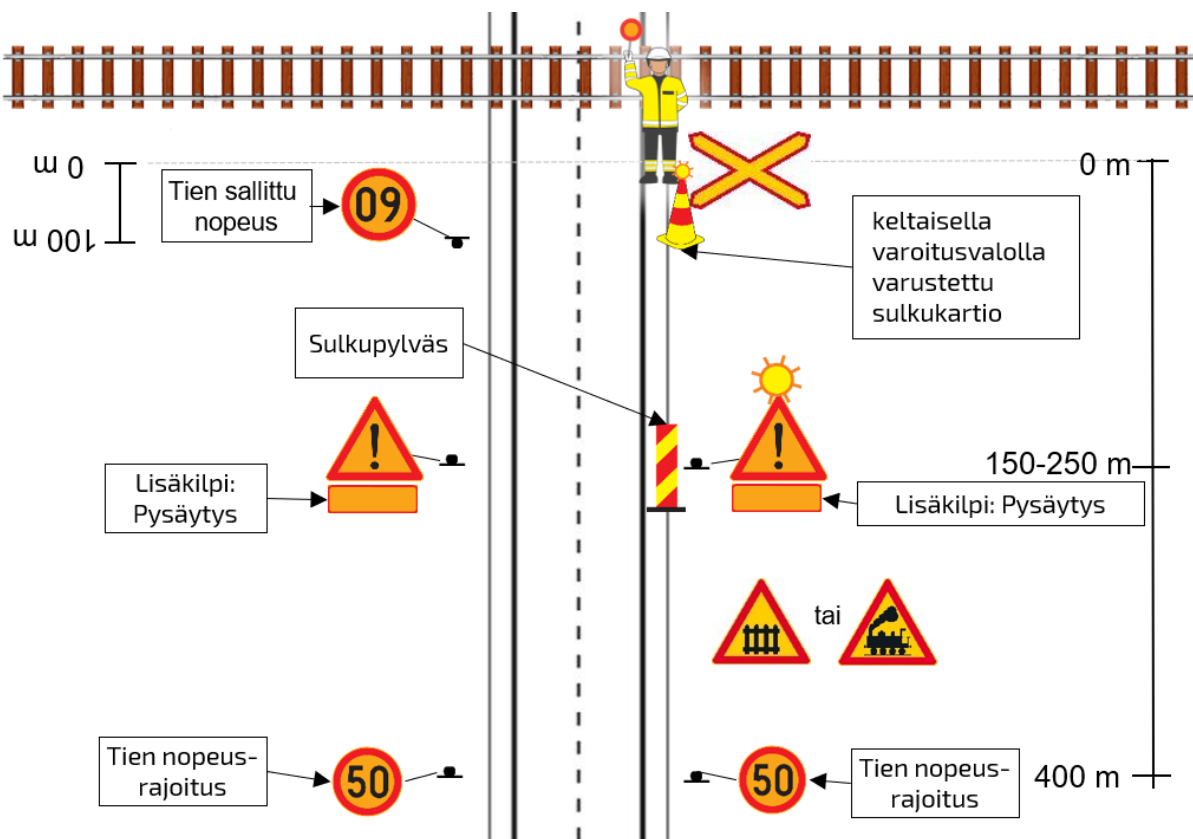 0 m
100 m
Tien sallittu
nopeus
60
0 m
keltaisella
varoitusvalolla
varustettu
sulkukartio
Sulkupylväs
!
!
150-250 m
Lisäkilpi:
Pysäytys
Lisäkilpi: Pysäytys
tai
Tien nopeus-
rajoitus
50
50
Tien nopeus-
rajoitus
400 m